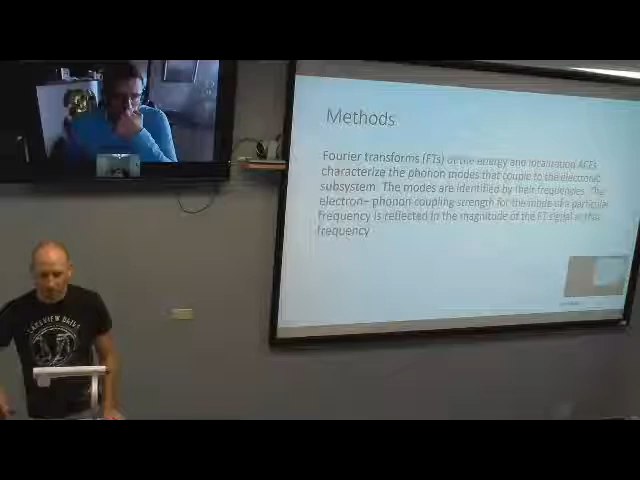 Methods
Fourier transforms (FTs) of the energy and localization ACFs
characterize the phonon modes that couple to the electronic
subsystem. The modes are identified by their frequencies. The
electron– phonon coupling strength for the mode of a particular
frequency is reflected in the magnitude of the FT signal at that
frequency
LAKEVIEW